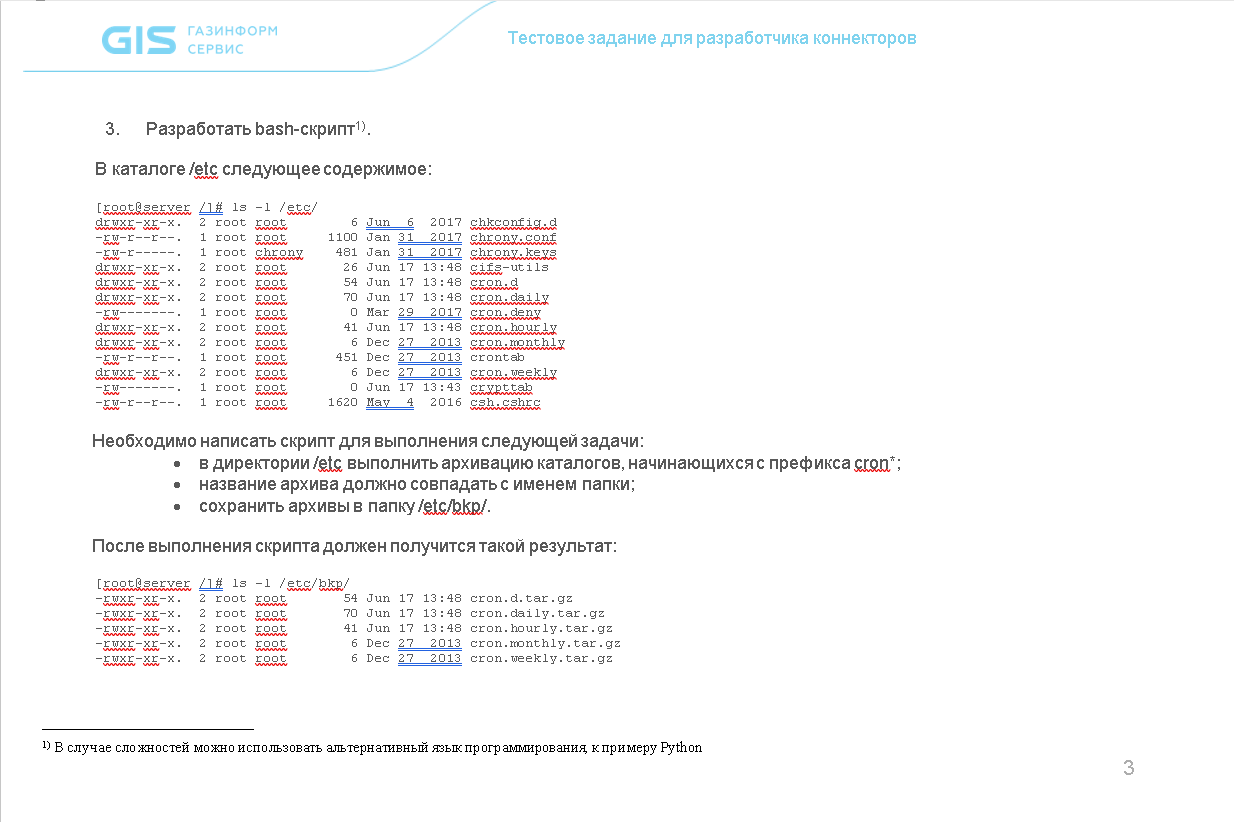 GIS ГАЗИНФОРМ
СЕРВИС
Тестовое задание для разработчика коннекторов
3. Разработать bash-скрипт1).
В каталоге /etc следующее содержимое:
[root@server /]# ls -l /etc/
drwxr-xr-x.  2 root root        6 Jun  6  2017 chkconfig.d
-rw-r--r--.  1 root root     1100 Jan 31  2017 chrony.conf
-rw-r-----.  1 root chrony    481 Jan 31  2017 chrony.keys
drwxr-xr-x.  2 root root       26 Jun 17 13:48 cifs-utils
drwxr-xr-x.  2 root root       54 Jun 17 13:48 cron.d
drwxr-xr-x.  2 root root       70 Jun 17 13:48 cron.daily
-rw-------.  1 root root        0 Mar 29  2017 cron.deny
drwxr-xr-x.  2 root root       41 Jun 17 13:48 cron.hourly
drwxr-xr-x.  2 root root        6 Dec 27  2013 cron.monthly
-rw-r--r--.  1 root root      451 Dec 27  2013 crontab
drwxr-xr-x.  2 root root        6 Dec 27  2013 cron.weekly
-rw-------.  1 root root        0 Jun 17 13:43 crypttab
-rw-r--r--.  1 root root     1620 May  4  2016 csh.cshrc
Необходимо написать скрипт для выполнения следующей задачи:
• в директории /etc выполнить архивацию каталогов, начинающихся с префикса cron*;
• название архива должно совпадать с именем папки;
• сохранить архивы в папку /etc/bkp/.
После выполнения скрипта должен получится такой результат:
[root@server /]# ls -l /etc/bkp/
-rwxr-xr-x.  2 root root       54 Jun 17 13:48 cron.d.tar.gz
-rwxr-xr-x.  2 root root       70 Jun 17 13:48 cron.daily.tar.gz
-rwxr-xr-x.  2 root root       41 Jun 17 13:48 cron.hourly.tar.gz
-rwxr-xr-x.  2 root root        6 Dec 27  2013 cron.monthly.tar.gz
-rwxr-xr-x.  2 root root        6 Dec 27  2013 cron.weekly.tar.gz
1) В случае сложностей можно использовать альтернативный язык программирования, к примеру Python
3